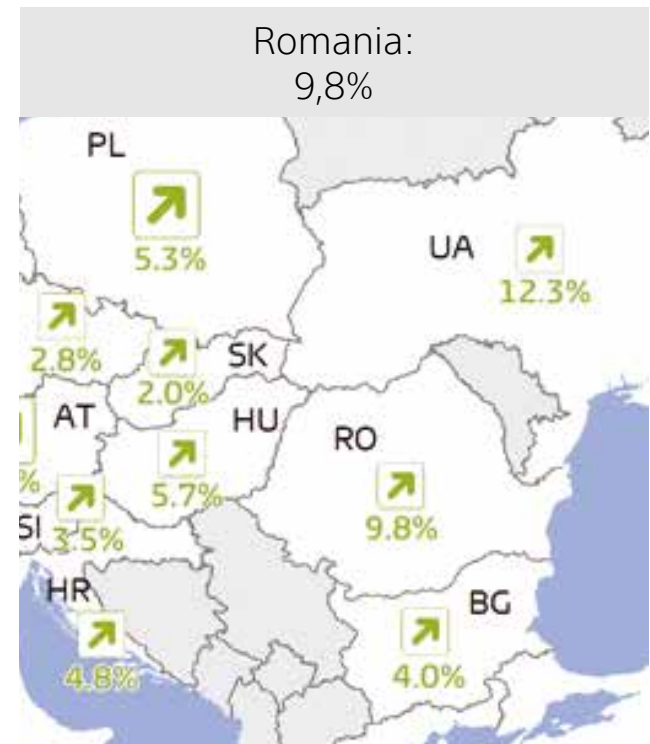 Romania:
9,8%
PL
5.3%
UA
12.3%
2.8%
SK
2.0%
AT
HU
RO
5.7%
9.8%
%
SI
3.5%
HR
BG
4.8%
4.0%